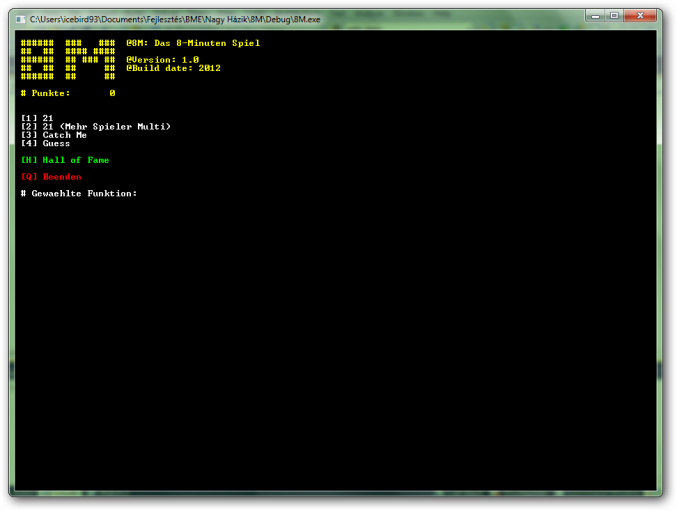 C:\Users\icebird93\Documents\Fejlesztés\BME\Nagy Házik\8M\Debug\8M.exe
8M
@8M: Das 8-Minuten Spiel
@Version: 1.0
@Build date: 2012
# Punkte: 0
[1] 21
[2] 21 (Mehr Spieler Multi)
[3] Catch Me
[4] Guess
[H] Hall of Fame
[Q] Beenden
# Gewaehlte Funktion: